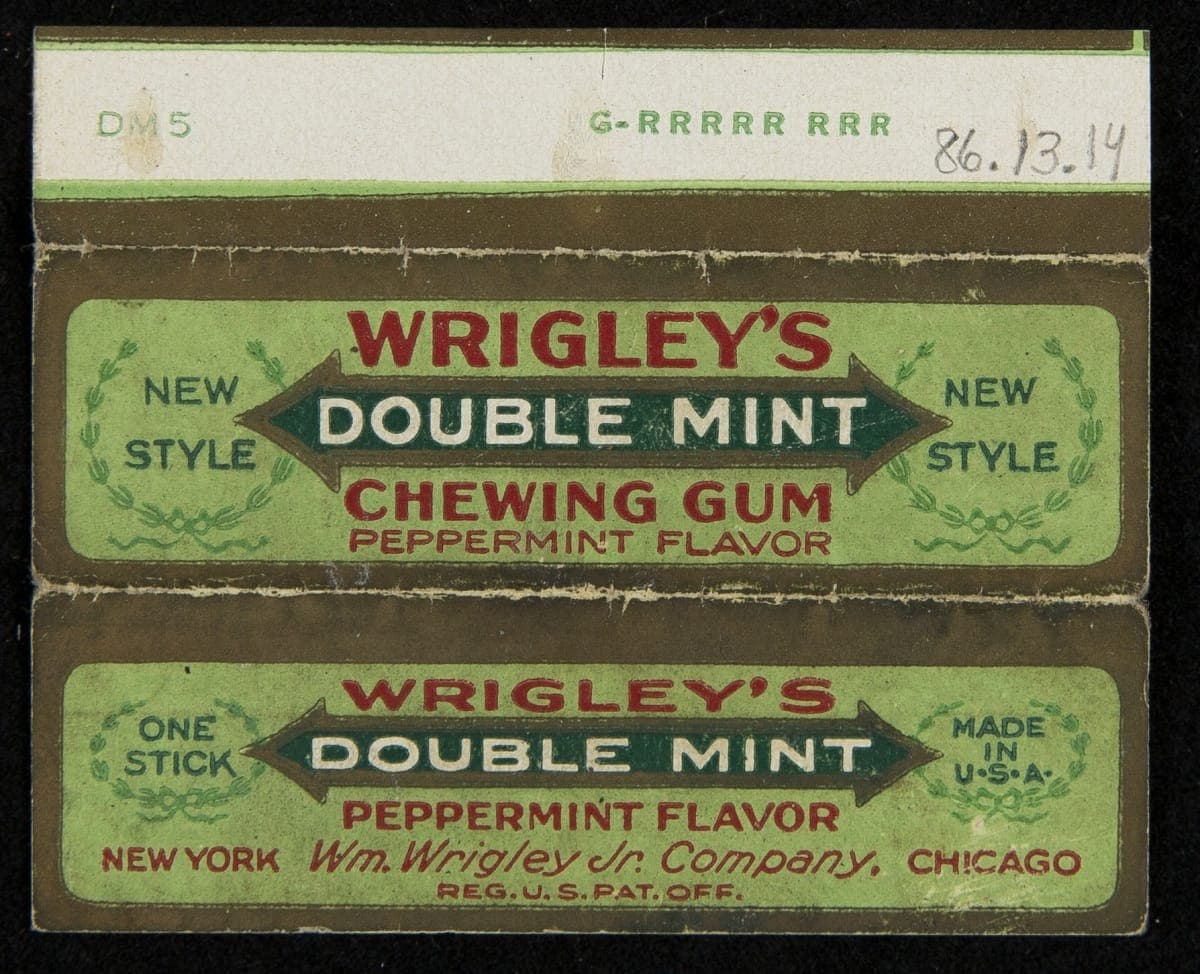 DM5 G-RRRRR RRR 86.13.14
WRIGLEY'S
NEW STYLE
DOUBLE MINT
NEW STYLE
CHEWING GUM
PEPPERMINT FLAVOR
WRIGLEY'S
ONE STICK
DOUBLE MINT
MADE IN U.S.A.
PEPPERMINT FLAVOR
NEW YORK Wm. Wrigley Jr. Company. CHICAGO
REG. U. S. PAT. OFF.